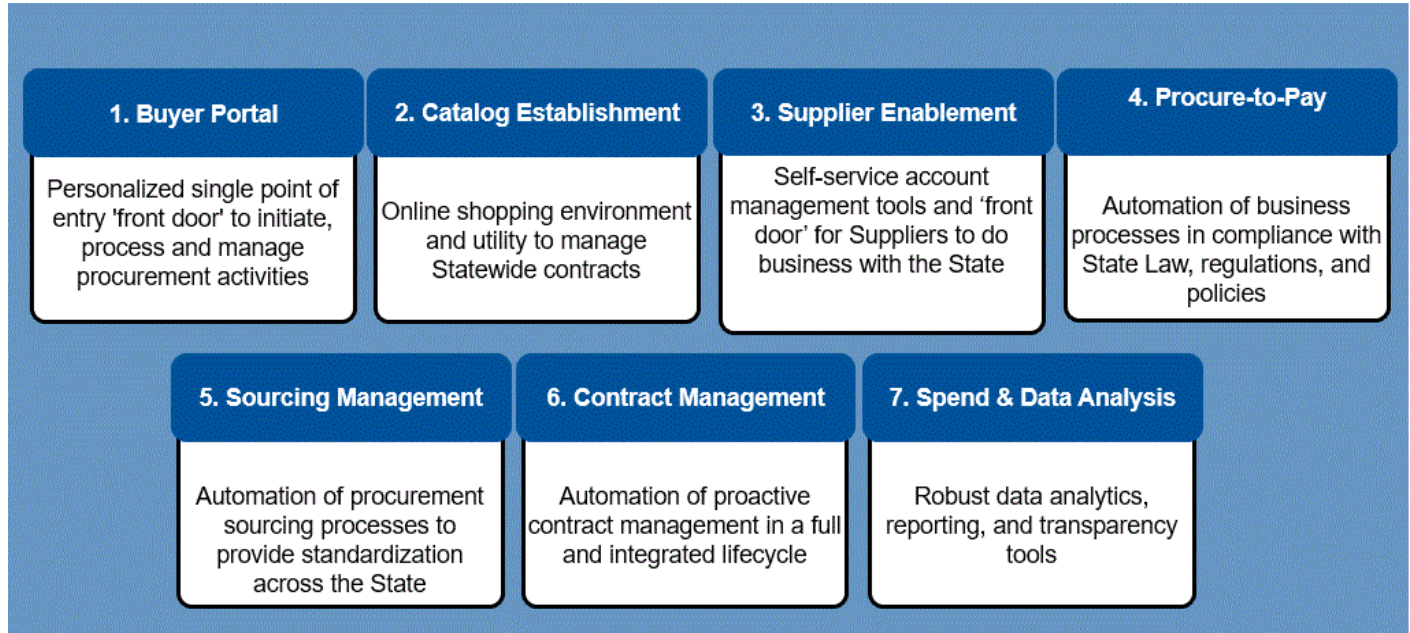 1. Buyer Portal
Personalized single point of
entry 'front door' to initiate,
process and manage
procurement activities
2. Catalog Establishment
Online shopping environment
and utility to manage
Statewide contracts
3. Supplier Enablement
Self-service account
management tools and ‘front
door’ for Suppliers to do
business with the State
4. Procure-to-Pay
Automation of business
processes in compliance with
State Law, regulations, and
policies
5. Sourcing Management
Automation of procurement
sourcing processes to
provide standardization
across the State
6. Contract Management
Automation of proactive
contract management in a full
and integrated lifecycle
7. Spend & Data Analysis
Robust data analytics,
reporting, and transparency
tools